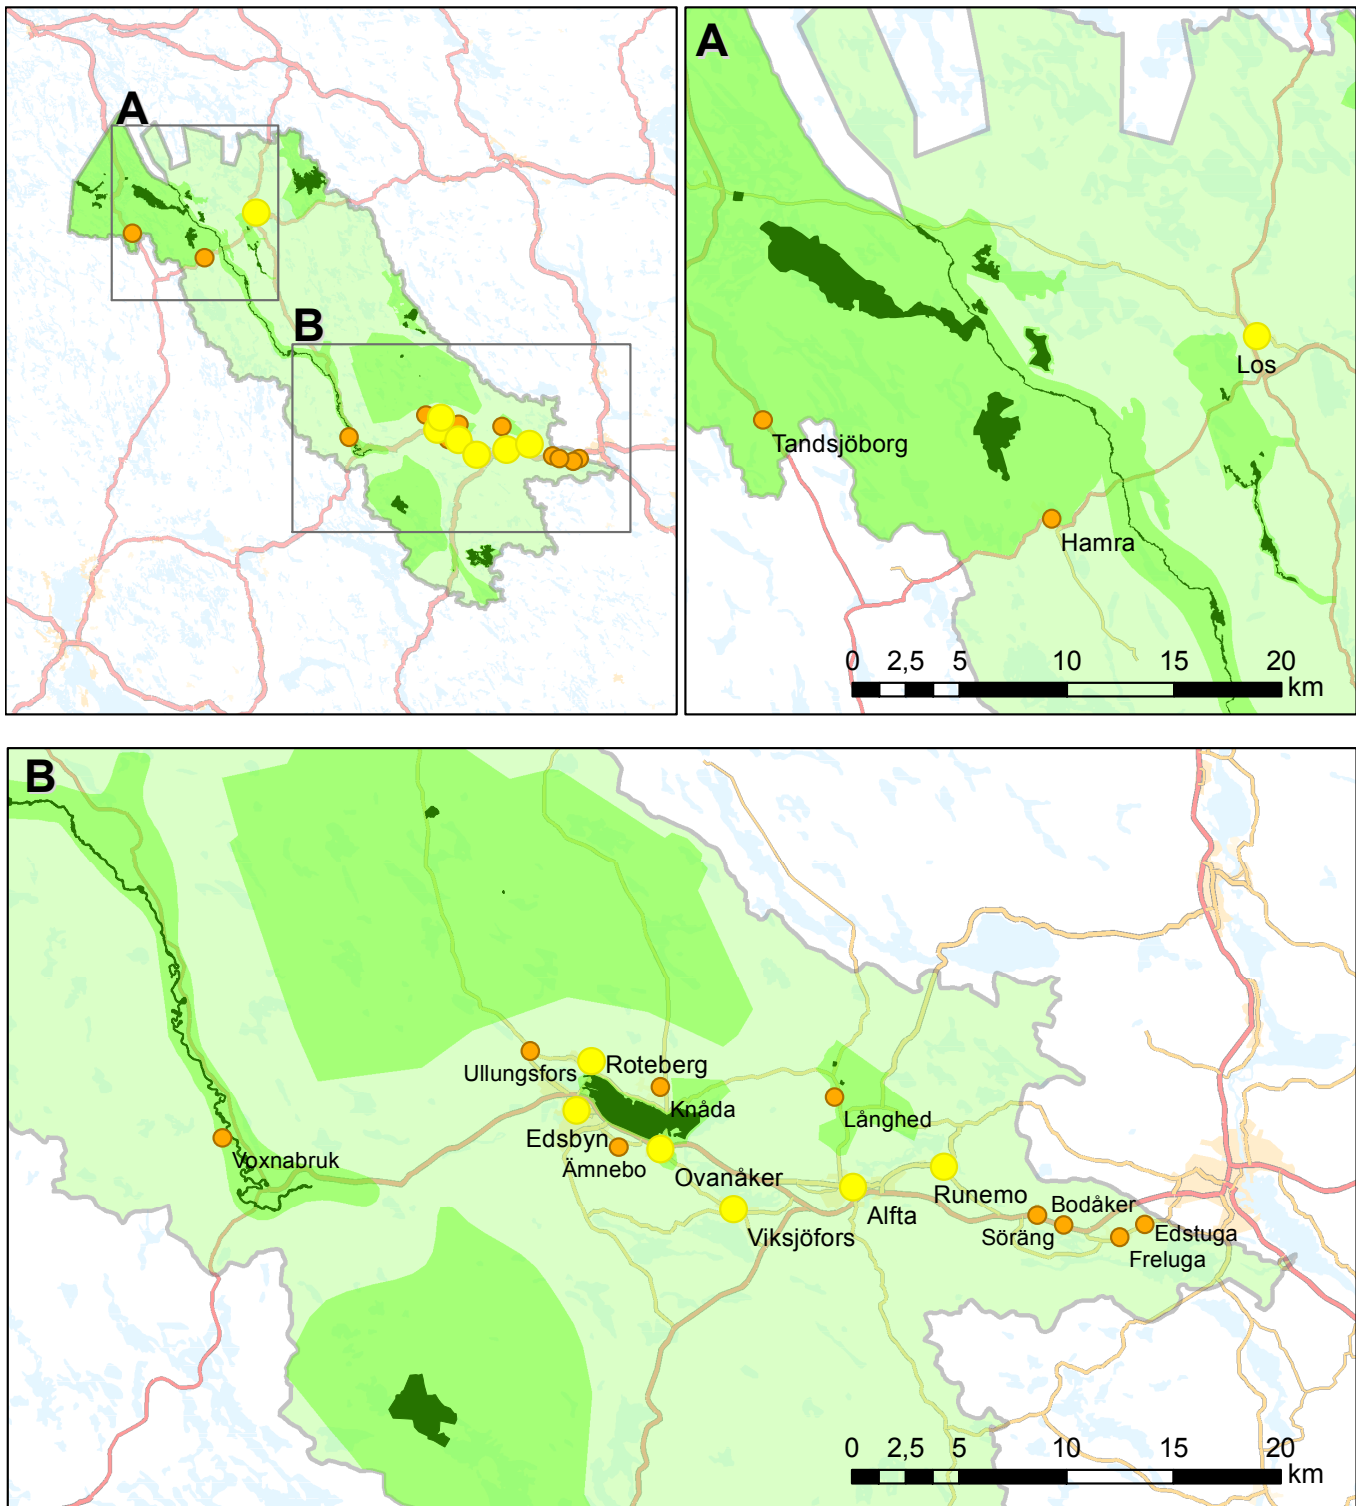 A
B
A
Los
Tandsjöborg
Hamra
0 2,5 5 10 15 20
km
B
Roteberg
Ullungsfors
Knåda
Långhed
Edsbyn
Ämnebo
Voxnabruk
Ovanåker
Runemo
Bodåker
Alfta
Viksjöfors
Söräng
Edstuga
Freluga
0 2,5 5 10 15 20
km